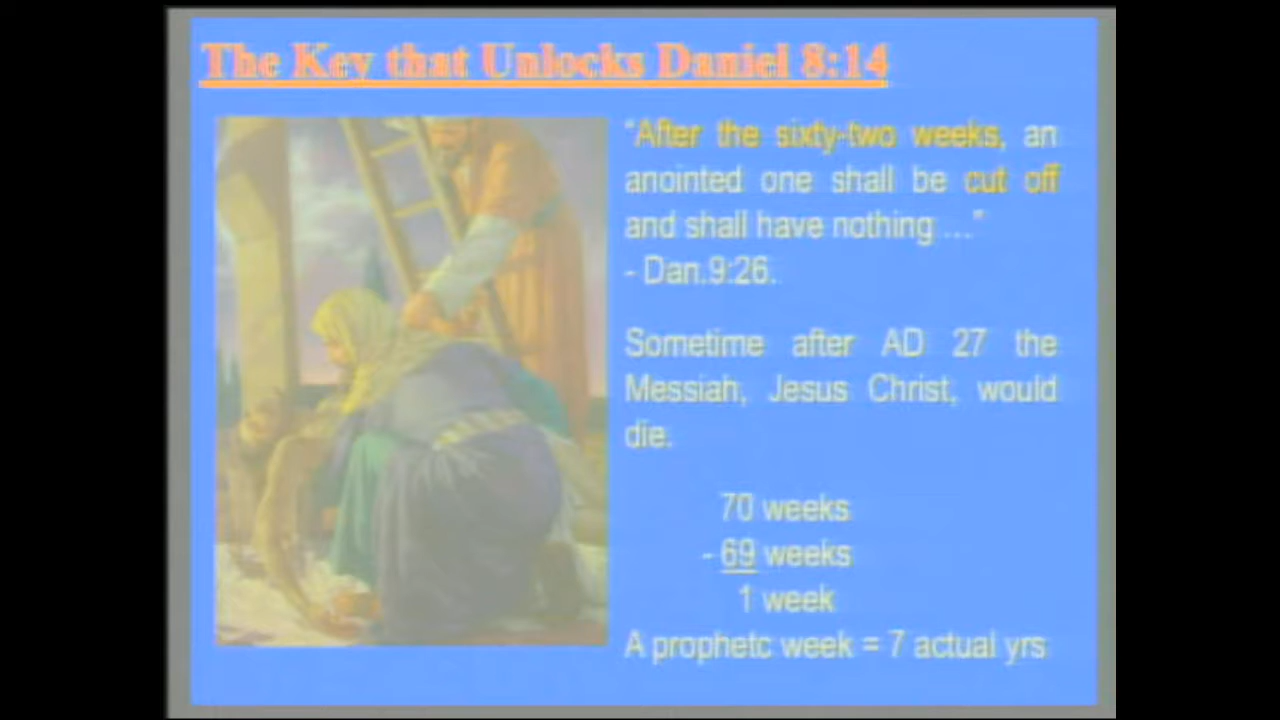 The Key that Unlocks Daniel 8:14
"After the sixty-two weeks, an
anointed one shall be cut off
and shall have nothing ..."
- Dan.9:26.
Sometime after AD 27 the
Messiah, Jesus Christ, would
die.
70 weeks
- 69 weeks
1 week
A prophetc week = 7 actual yrs